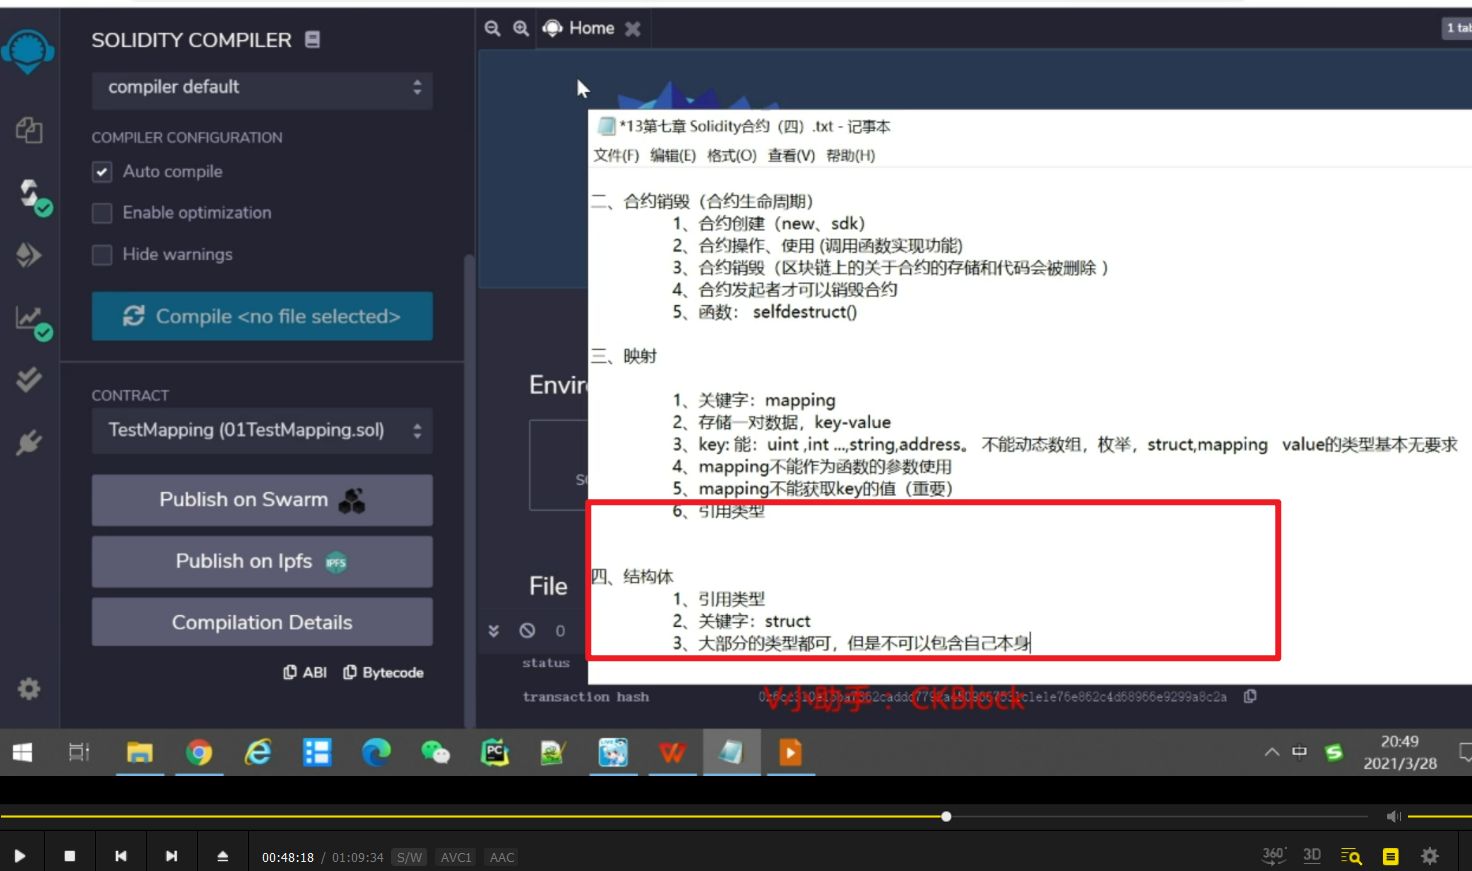 SOLIDITY COMPILER
compiler default
COMPILER CONFIGURATION
Auto compile
Enable optimization
Hide warnings
Compile <no file selected>
CONTRACT
TestMapping (01TestMapping.sol)
Publish on Swarm
Publish on Ipfs
IPFS
Compilation Details
ABI
Bytecode
Home
1 tab
*13第七章 Solidity合约（四）.txt - 记事本
文件(F) 编辑(E) 格式(O) 查看(V) 帮助(H)
二、合约销毁（合约生命周期）
1、合约创建（new、sdk）
2、合约操作、使用 (调用函数实现功能)
3、合约销毁（区块链上的关于合约的存储和代码会被删除 ）
4、合约发起者才可以销毁合约
5、函数： selfdestruct()
三、映射
1、关键字：mapping
2、存储一对数据，key-value
3、key: 能：uint ,int ...,string,address。 不能动态数组，枚举，struct,mapping value的类型基本无要求
4、mapping不能作为函数的参数使用
5、mapping不能获取key的值（重要）
6、引用类型
四、结构体
1、引用类型
2、关键字：struct
3、大部分的类型都可，但是不可以包含自己本身
Envir
File
0
status
transaction hash
V小助手：CKBlock
20:49
2021/3/28
00:48:18 / 01:09:34 S/W AVC1 AAC
360°
3D